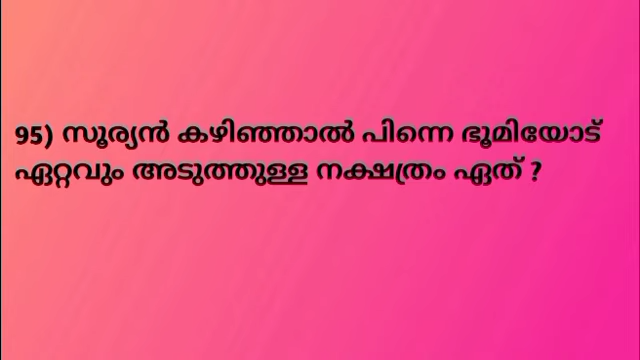 95) സൂര്യൻ കഴിഞ്ഞാൽ പിന്നെ ഭൂമിയോട്
ഏറ്റവും അടുത്തുള്ള നക്ഷത്രം ഏത് ?